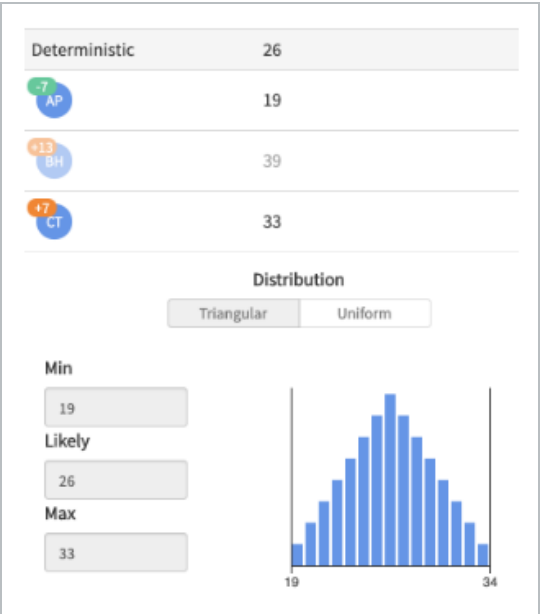 Deterministic 26
-7
AP 19
+13
BH 39
+7
CT 33
Distribution
Triangular Uniform
Min
19
Likely
26
Max
33
19 34